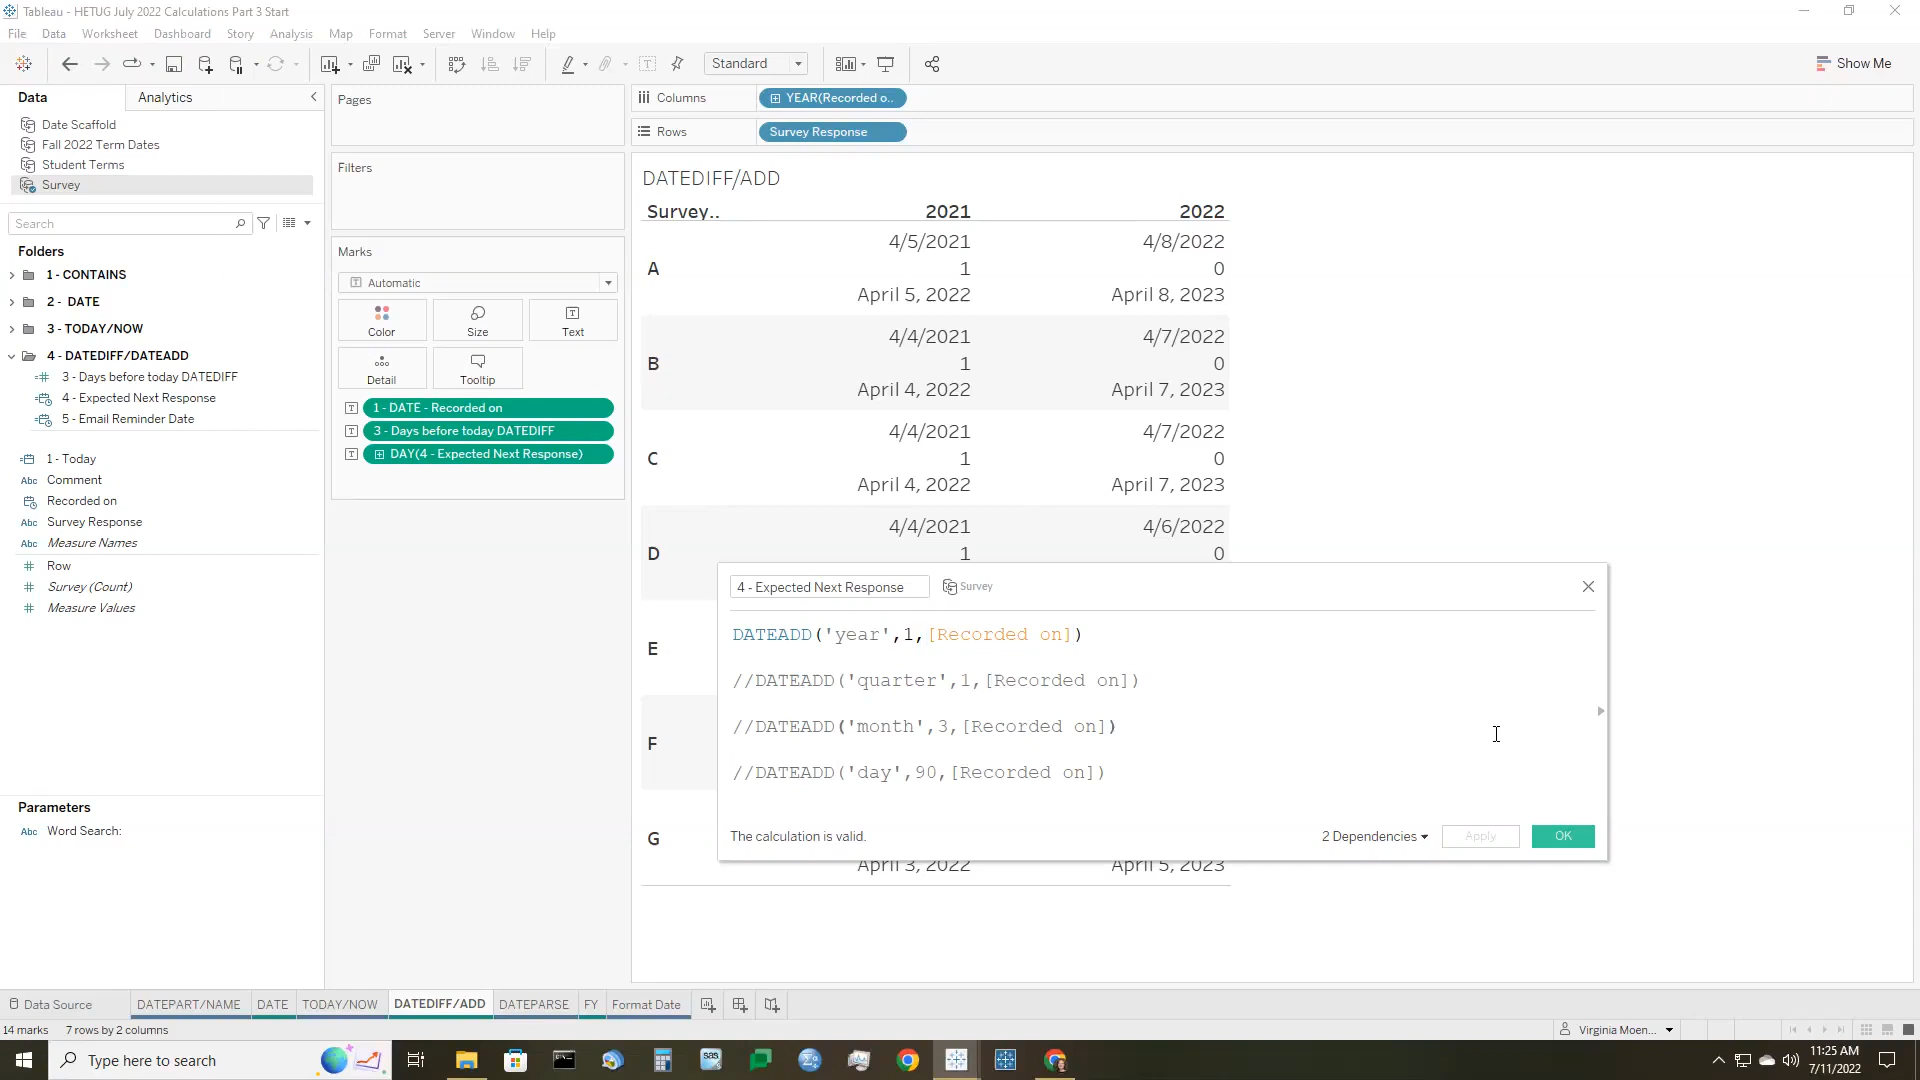 Tableau - HETUG July 2022 Calculations Part 3 Start
File Data Worksheet Dashboard Story Analysis Map Format Server Window Help
Standard
Show Me
Data
Analytics
Date Scaffold
Fall 2022 Term Dates
Student Terms
Survey
Search
Folders
1 - CONTAINS
2 - DATE
3 - TODAY/NOW
4 - DATEDIFF/DATEADD
3 - Days before today DATEDIFF
4 - Expected Next Response
5 - Email Reminder Date
1 - Today
Abc Comment
Recorded on
Abc Survey Response
Abc Measure Names
# Row
# Survey (Count)
# Measure Values
Parameters
Abc Word Search:
Pages
Filters
Marks
Automatic
Color
Size
Text
Detail
Tooltip
1 - DATE - Recorded on
3 - Days before today DATEDIFF
DAY(4 - Expected Next Response)
Columns
YEAR(Recorded o..
Rows
Survey Response
DATEDIFF/ADD
Survey.. 2021 2022
4/5/2021 4/8/2022
A 1 0
April 5, 2022 April 8, 2023
4/4/2021 4/7/2022
B 1 0
April 4, 2022 April 7, 2023
4/4/2021 4/7/2022
C 1 0
April 4, 2022 April 7, 2023
4/4/2021 4/6/2022
D 1 0
E
F
G
April 3, 2022 April 5, 2023
4 - Expected Next Response
Survey
DATEADD('year',1,[Recorded on])
//DATEADD('quarter',1,[Recorded on])
//DATEADD('month',3,[Recorded on])
//DATEADD('day',90,[Recorded on])
The calculation is valid.
2 Dependencies
Apply
OK
Data Source
DATEPART/NAME
DATE
TODAY/NOW
DATEDIFF/ADD
DATEPARSE
FY
Format Date
14 marks 7 rows by 2 columns
Virginia Moen...
Type here to search
11:25 AM
7/11/2022